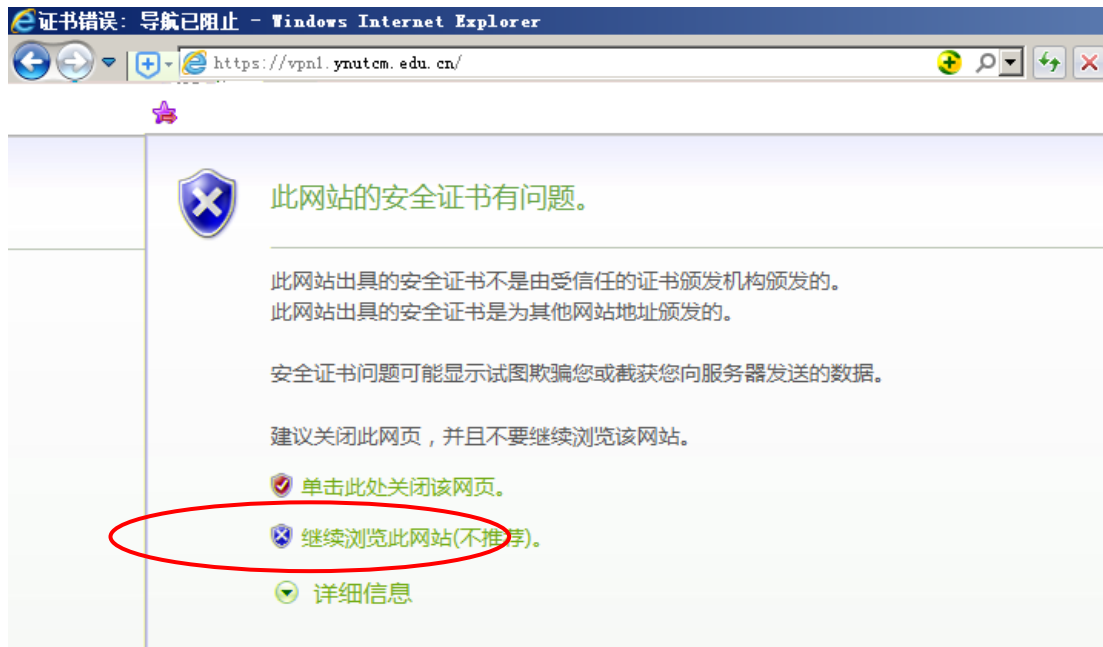 证书错误: 导航已阻止 - Windows Internet Explorer
https://vpn1.ynutcm.edu.cn/
此网站的安全证书有问题。
此网站出具的安全证书不是由受信任的证书颁发机构颁发的。
此网站出具的安全证书是为其他网站地址颁发的。
安全证书问题可能显示试图欺骗您或截获您向服务器发送的数据。
建议关闭此网页，并且不要继续浏览该网站。
单击此处关闭该网页。
继续浏览此网站(不推荐)。
详细信息